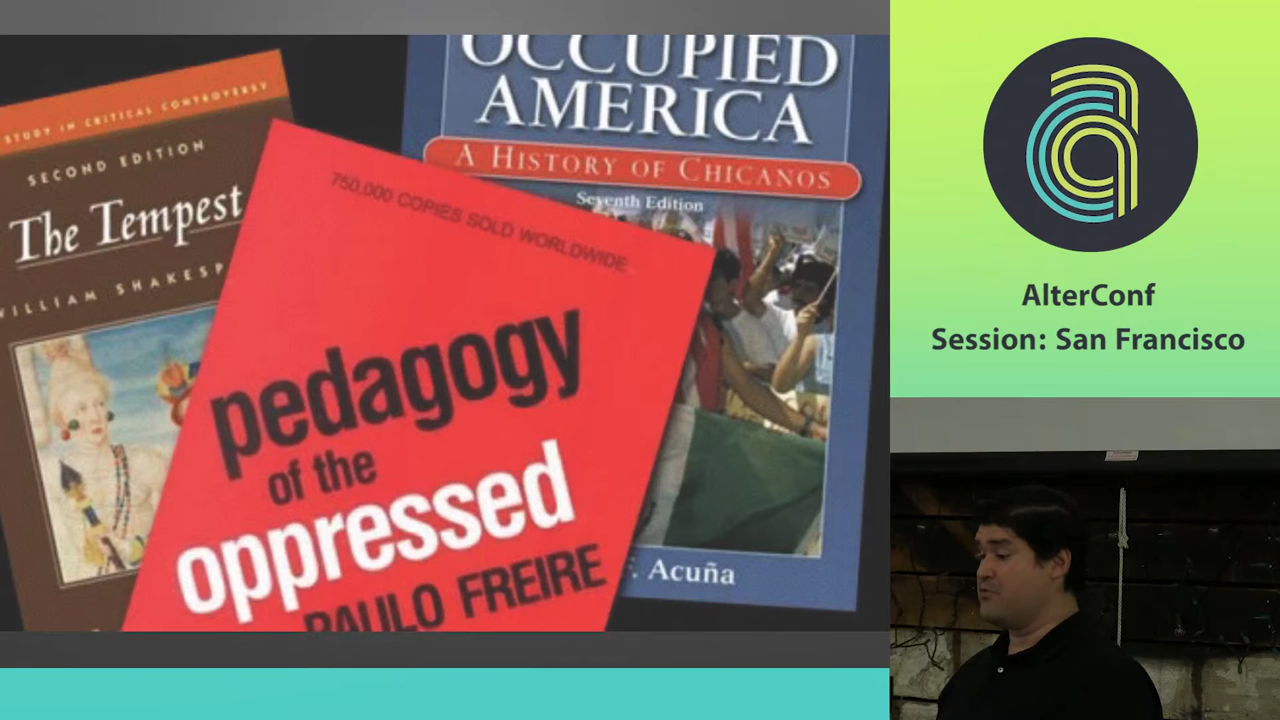 STUDY IN CRITICAL CONTROVERSY
SECOND EDITION
The Tempest
WILLIAM
750,000 COPIES SOLD WORLDWIDE
pedagogy
of the
oppressed
PAULO FREIRE
OCCUPIED
AMERICA
A HISTORY OF CHICANOS
Seventh Edition
F. Acuña
AlterConf
Session: San Francisco